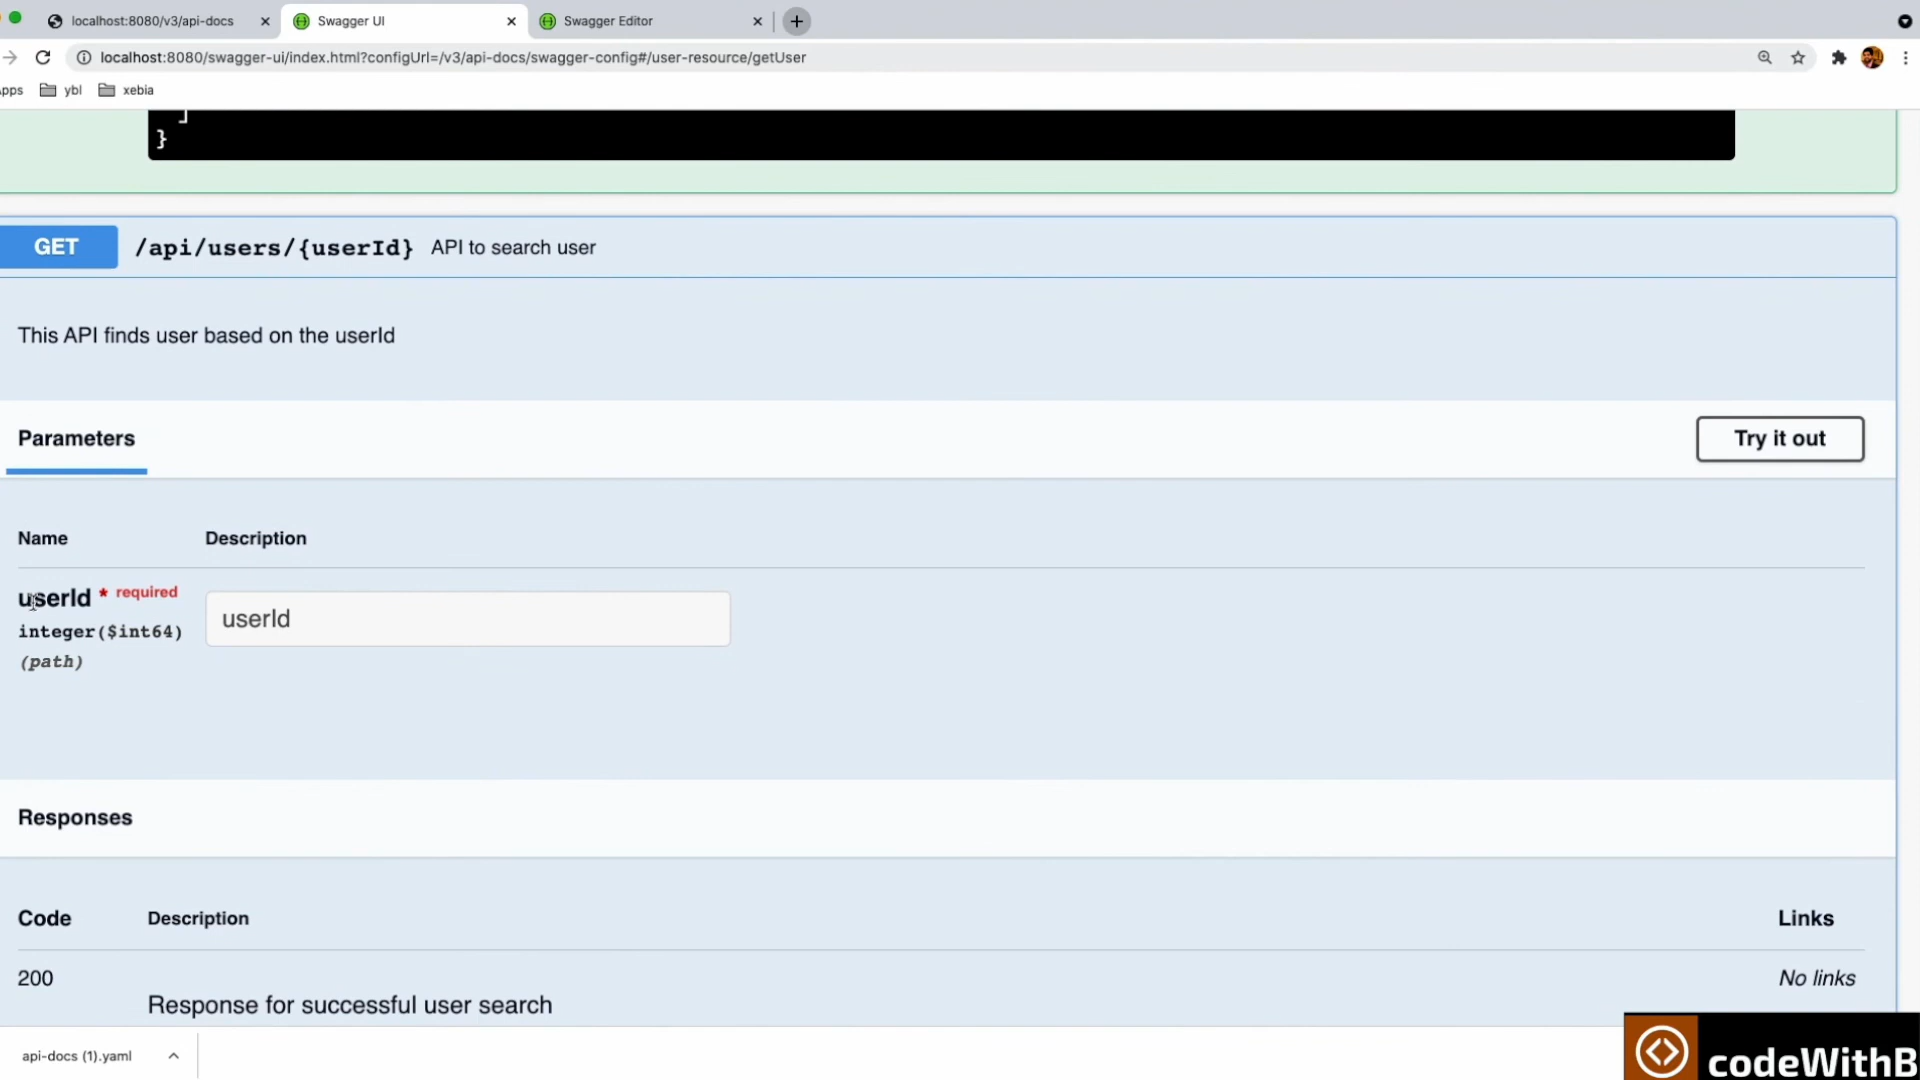 localhost:8080/v3/api-docs
Swagger UI
Swagger Editor
localhost:8080/swagger-ui/index.html?configUrl=/v3/api-docs/swagger-config#/user-resource/getUser
pps
ybl
xebia
]
}
GET /api/users/{userId} API to search user
This API finds user based on the userId
Parameters
Try it out
Name Description
userId * required
integer($int64)
(path)
userId
Responses
Code Description Links
200
No links
Response for successful user search
api-docs (1).yaml
codeWithB